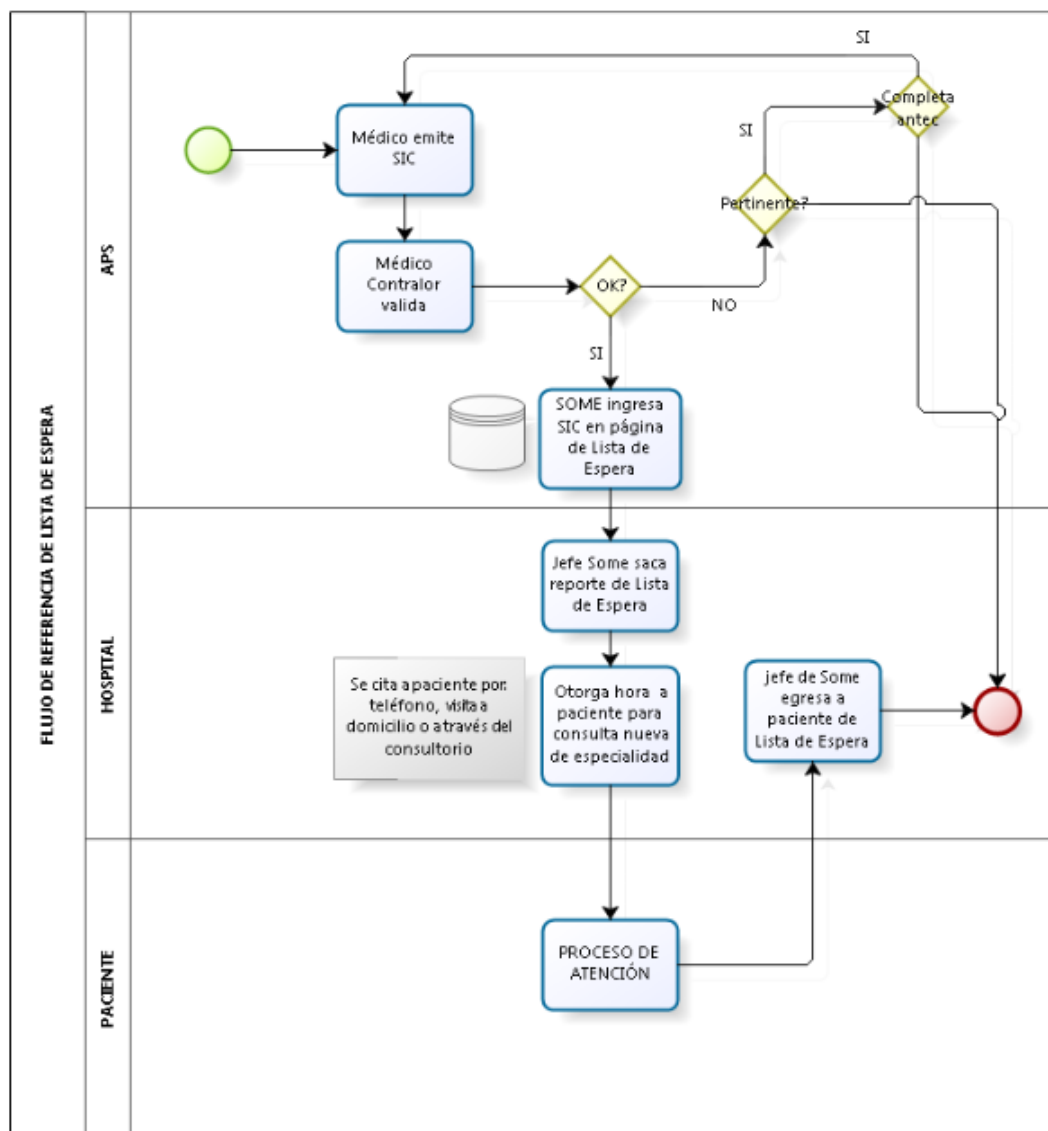 FLUJO DE REFERENCIA DE LISTA DE ESPERA
APS
SI
Completa
antec
Médico emite
SIC
SI
Pertinente?
Médico
Contralor
valida
OK?
NO
SI
SOME ingresa
SIC en página
de Lista de
Espera
HOSPITAL
Jefe Some saca
reporte de Lista
de Espera
Se cita a paciente por:
teléfono, visita a
domicilio o através del
consultorio
Otorga hora a
paciente para
consulta nueva
de especialidad
jefe de Some
egresa a
paciente de
Lista de Espera
PACIENTE
PROCESO DE
ATENCIÓN